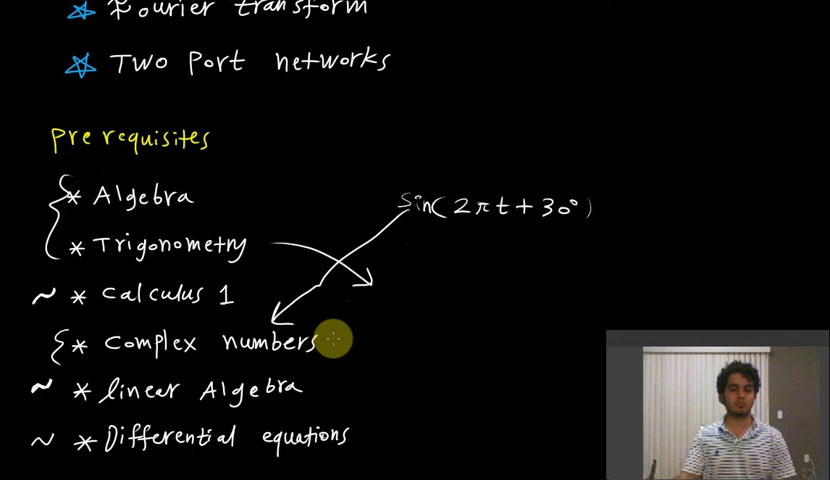 ☆ Fourier transform
☆ Two Port networks
Prerequisites
* Algebra
sin(2πt+30°)
* Trigonometry
~ * Calculus 1
* Complex numbers
~ * linear Algebra
~ * Differential equations